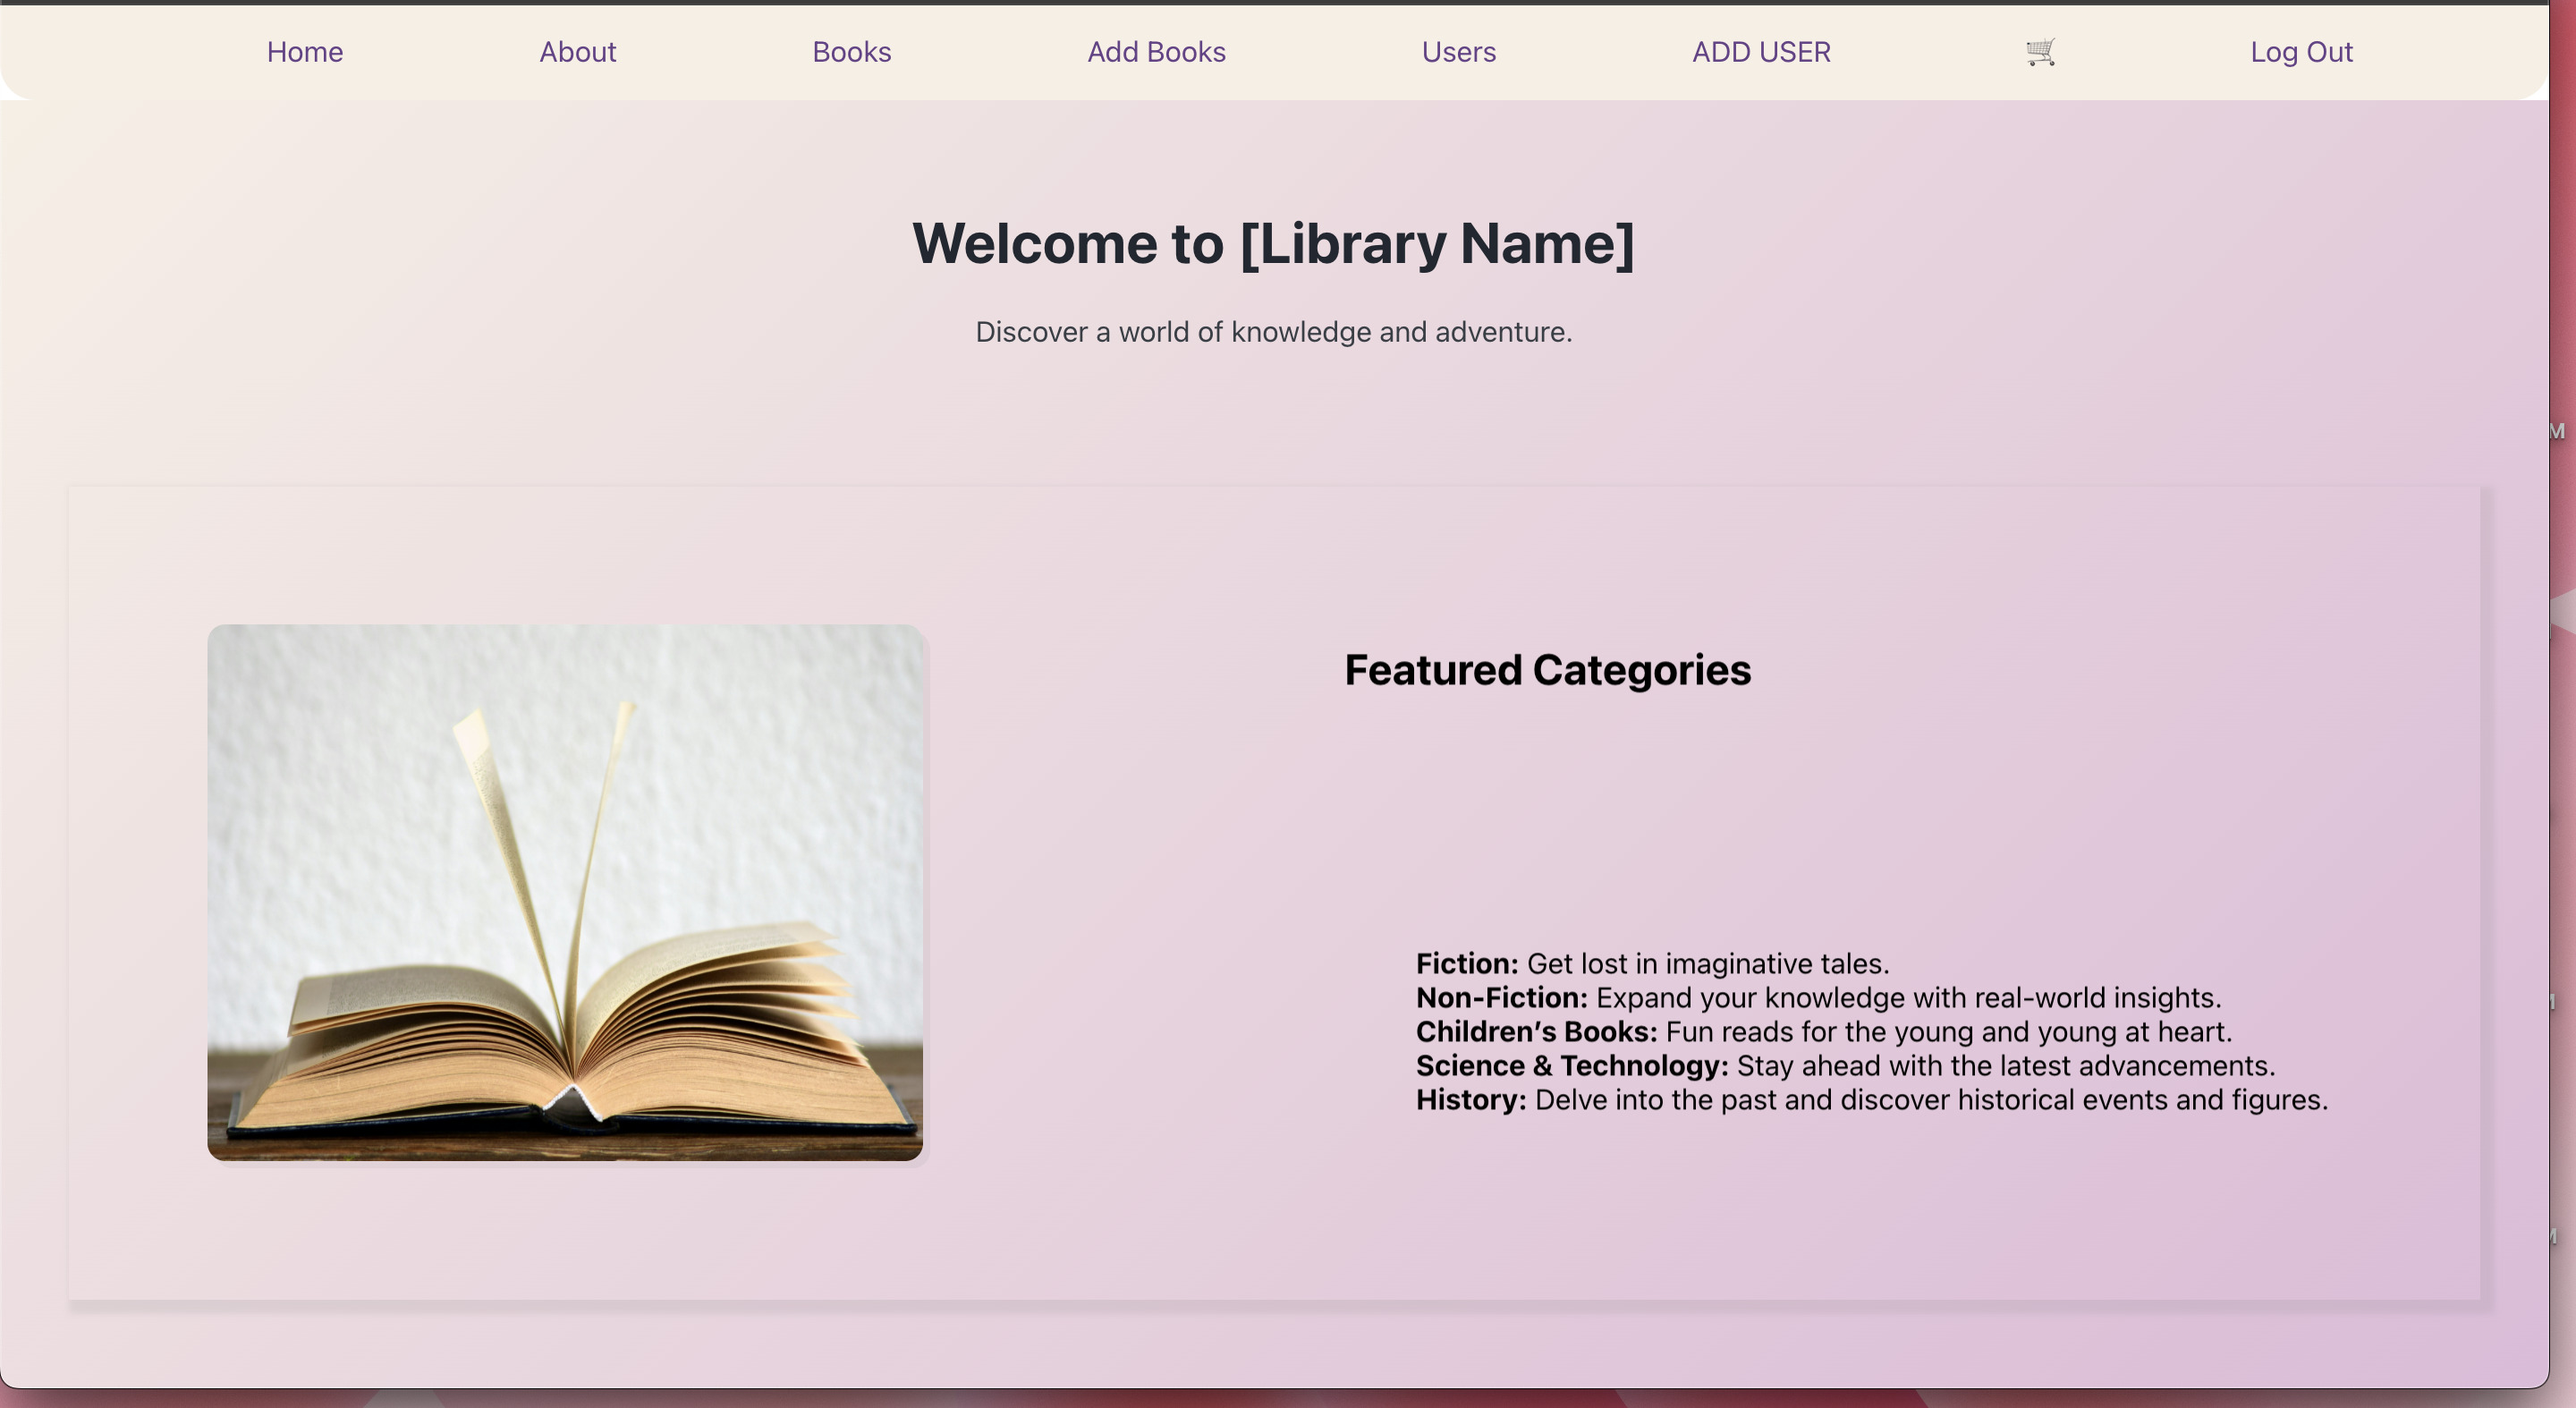 Home About Books Add Books Users ADD USER Log Out
Welcome to [Library Name]
Discover a world of knowledge and adventure.
Featured Categories
Fiction: Get lost in imaginative tales.
Non-Fiction: Expand your knowledge with real-world insights.
Children’s Books: Fun reads for the young and young at heart.
Science & Technology: Stay ahead with the latest advancements.
History: Delve into the past and discover historical events and figures.